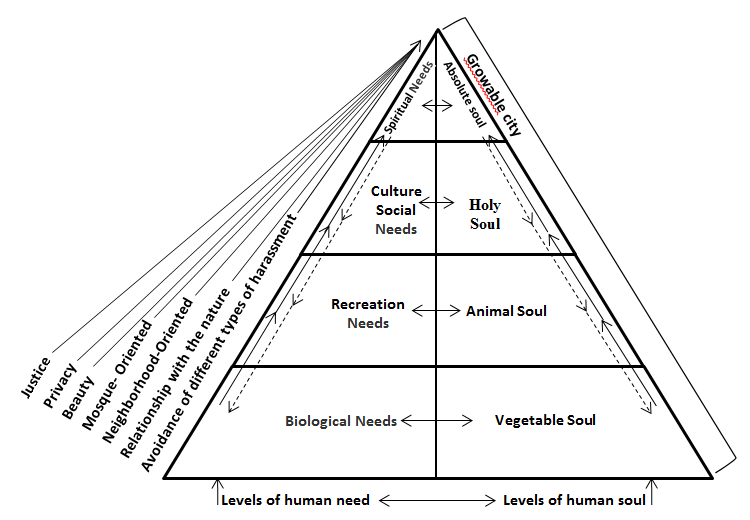 Growable city
Spiritual Needs
Absolute soul
Culture
Social
Needs
Holy
Soul
Recreation
Needs
Animal Soul
Biological Needs
Vegetable Soul
Justice
Privacy
Beauty
Mosque- Oriented
Neighborhood-Oriented
Relationship with the nature
Avoidance of different types of harassment
Levels of human need
Levels of human soul